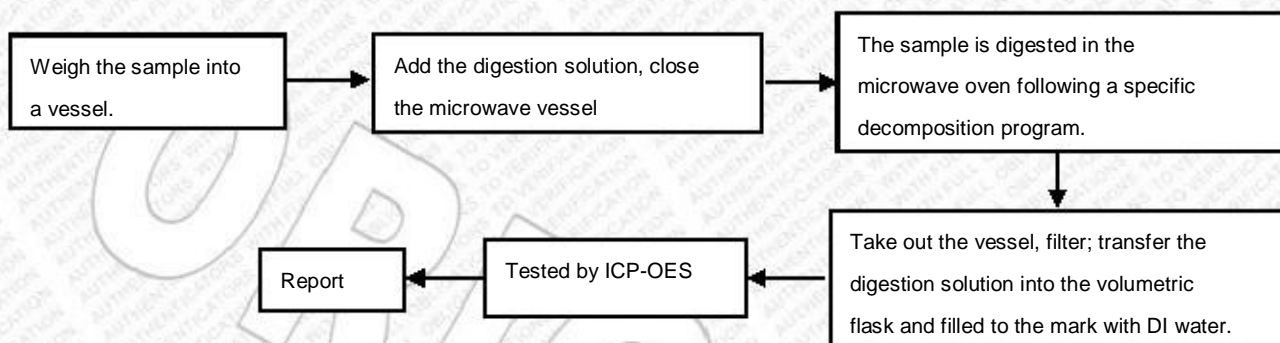 Weigh the sample into
a vessel.
Add the digestion solution, close
the microwave vessel
The sample is digested in the
microwave oven following a specific
decomposition program.
Take out the vessel, filter; transfer the
digestion solution into the volumetric
flask and filled to the mark with DI water.
Tested by ICP-OES
Report